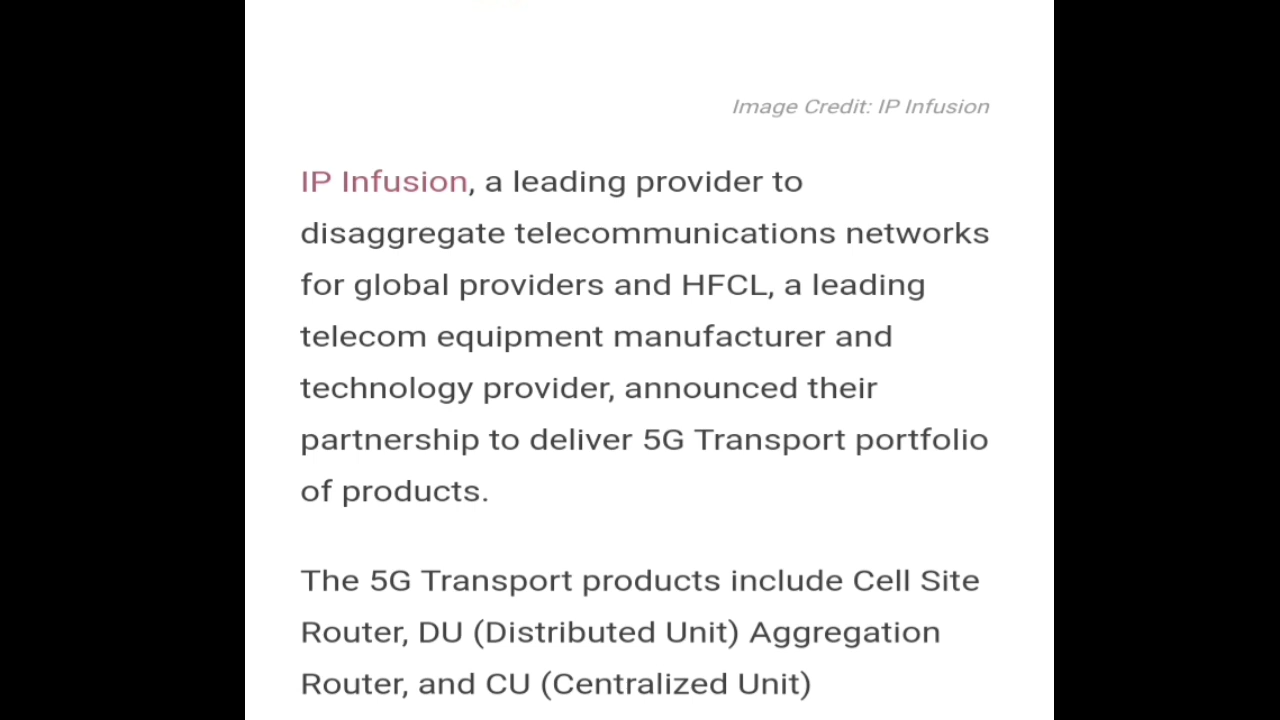 Image Credit: IP Infusion
IP Infusion, a leading provider to
disaggregate telecommunications networks
for global providers and HFCL, a leading
telecom equipment manufacturer and
technology provider, announced their
partnership to deliver 5G Transport portfolio
of products.
The 5G Transport products include Cell Site
Router, DU (Distributed Unit) Aggregation
Router, and CU (Centralized Unit)